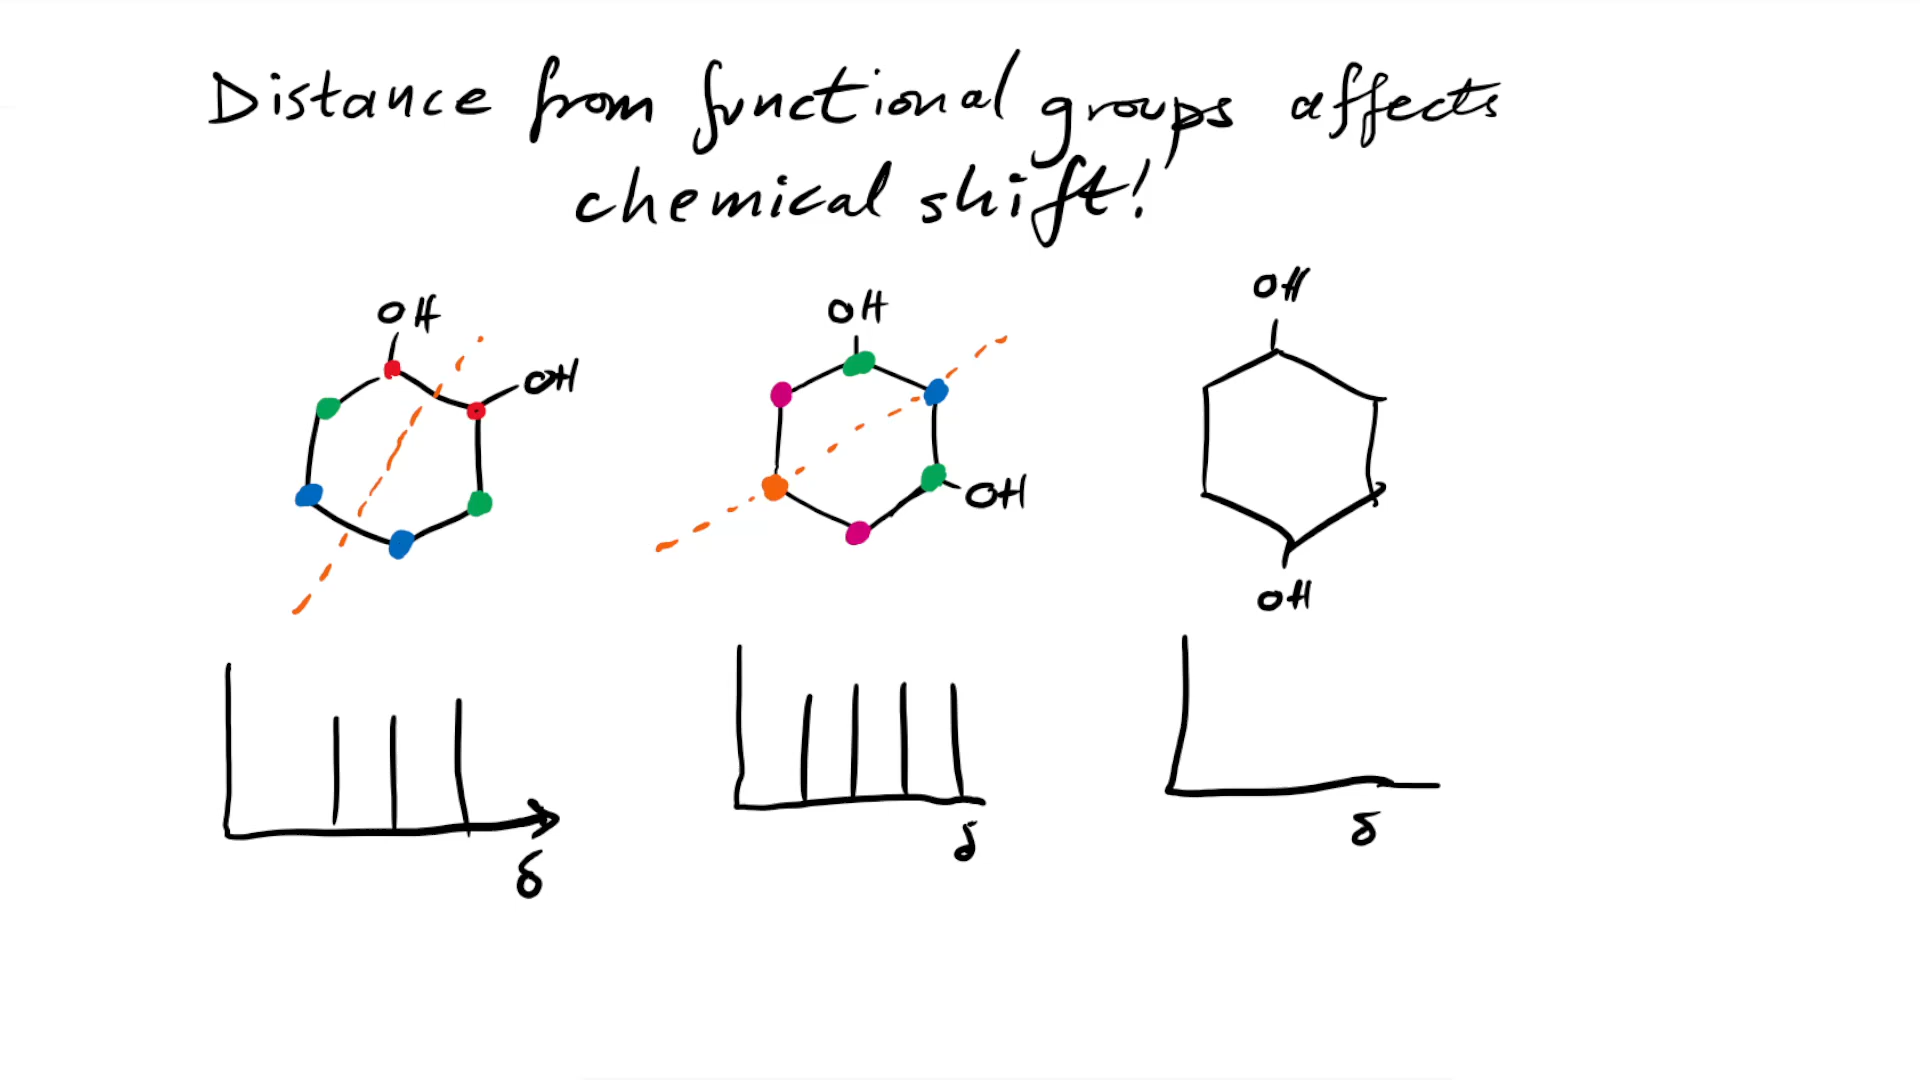 Distance from functional groups affects
chemical shift!
OH
OH
OH
OH
OH
OH
δ
δ
δ